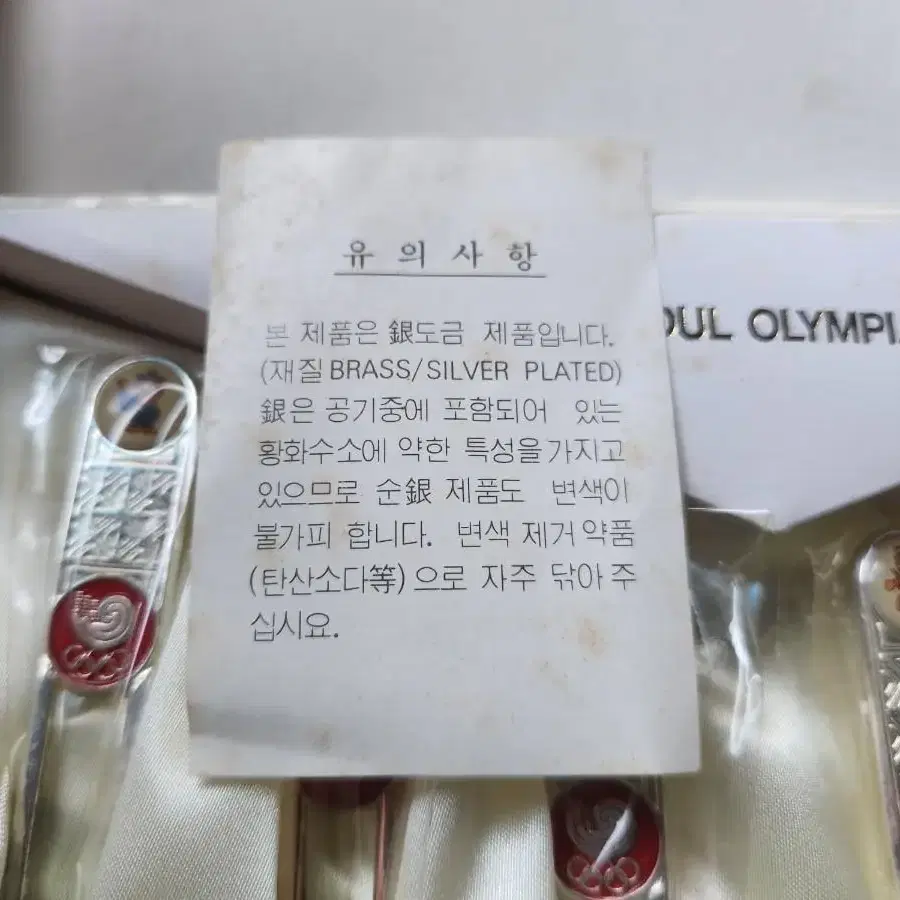 유의사항
본 제품은 銀도금 제품입니다.
(재질 BRASS/SILVER PLATED)
銀은 공기중에 포함되어 있는
황화수소에 약한 특성을 가지고
있으므로 순銀 제품도 변색이
불가피 합니다. 변색 제거 약품
(탄산소다等)으로 자주 닦아 주
십시요.
OUL OLYMPI